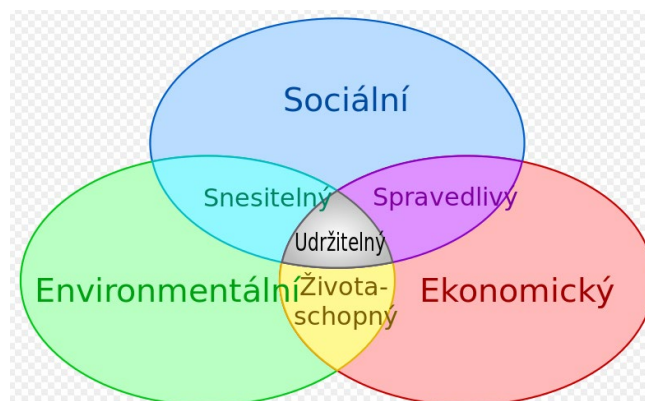 Sociální
Snesitelný
Spravedlivý
Udržitelný
Environmentální
Života-
schopný
Ekonomický